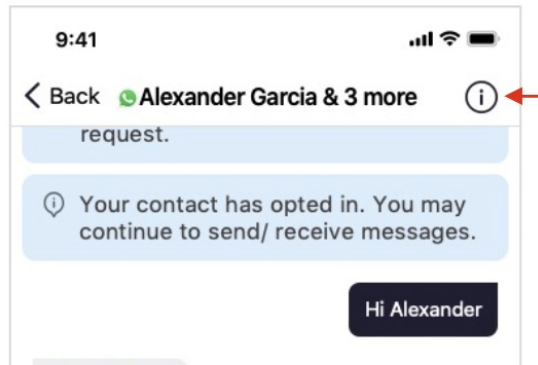 9:41
Back Alexander Garcia & 3 more
request.
Your contact has opted in. You may
continue to send/ receive messages.
Hi Alexander